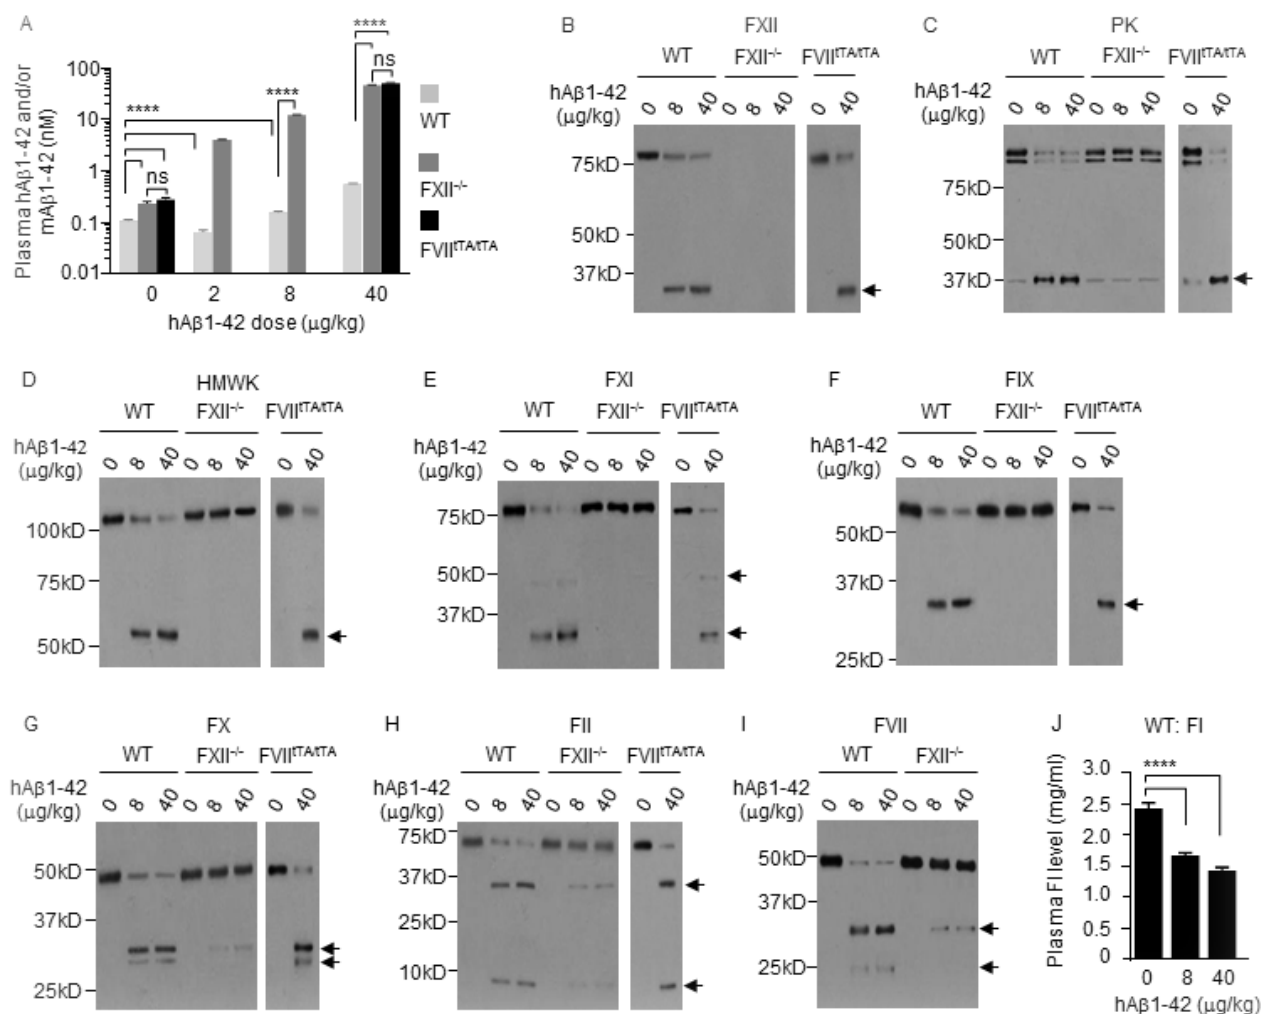 A
Plasma hAβ1-42 and/or
mAβ1-42 (nM)
100
10
1
0.1
0.01
****
ns
****
****
ns
WT
FXII-/-
FVIItTA/tTA
0 2 8 40
hAβ1-42 dose (μg/kg)
B FXII
WT FXII-/- FVIItTA/tTA
hAβ1-42
(μg/kg)
0 8 40 0 8 40 0 40
75kD
50kD
37kD
C PK
WT FXII-/- FVIItTA/tTA
hAβ1-42
(μg/kg)
0 8 40 0 8 40 0 40
75kD
50kD
37kD
D HMWK
WT FXII-/- FVIItTA/tTA
hAβ1-42
(μg/kg)
0 8 40 0 8 40 0 40
100kD
75kD
50kD
E FXI
WT FXII-/- FVIItTA/tTA
hAβ1-42
(μg/kg)
0 8 40 0 8 40 0 40
75kD
50kD
37kD
F FIX
WT FXII-/- FVIItTA/tTA
hAβ1-42
(μg/kg)
0 8 40 0 8 40 0 40
50kD
37kD
25kD
G FX
WT FXII-/- FVIItTA/tTA
hAβ1-42
(μg/kg)
0 8 40 0 8 40 0 40
50kD
37kD
25kD
H FII
WT FXII-/- FVIItTA/tTA
hAβ1-42
(μg/kg)
0 8 40 0 8 40 0 40
75kD
37kD
25kD
10kD
I FVII
WT FXII-/-
hAβ1-42
(μg/kg)
0 8 40 0 8 40
50kD
37kD
25kD
J WT: FI
Plasma FI level (mg/ml)
3.0
2.5
2.0
1.5
1.0
0.5
0
****
0 8 40
hAβ1-42 (μg/kg)